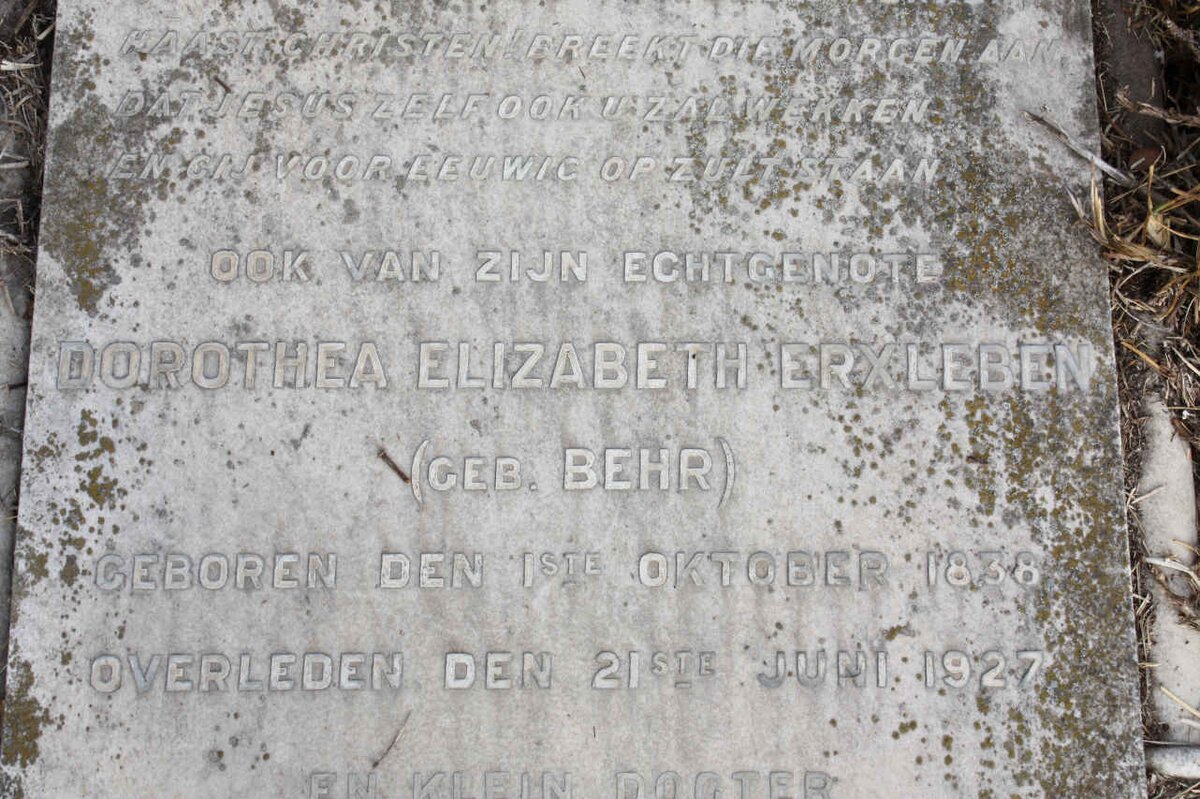 HAAST CHRISTEN! BREEKT DIE MORGEN AAN
DAT JESUS ZELF OOK U ZAL WEKKEN
EN GIJ VOOR EEUWIG OP ZULT STAAN
OOK VAN ZIJN ECHTGENOTE
DOROTHEA ELIZABETH ERXLEBEN
(GEB. BEHR)
GEBOREN DEN 1STE OKTOBER 1838
OVERLEDEN DEN 21STE JUNI 1927
EN KLEIN DOGTER